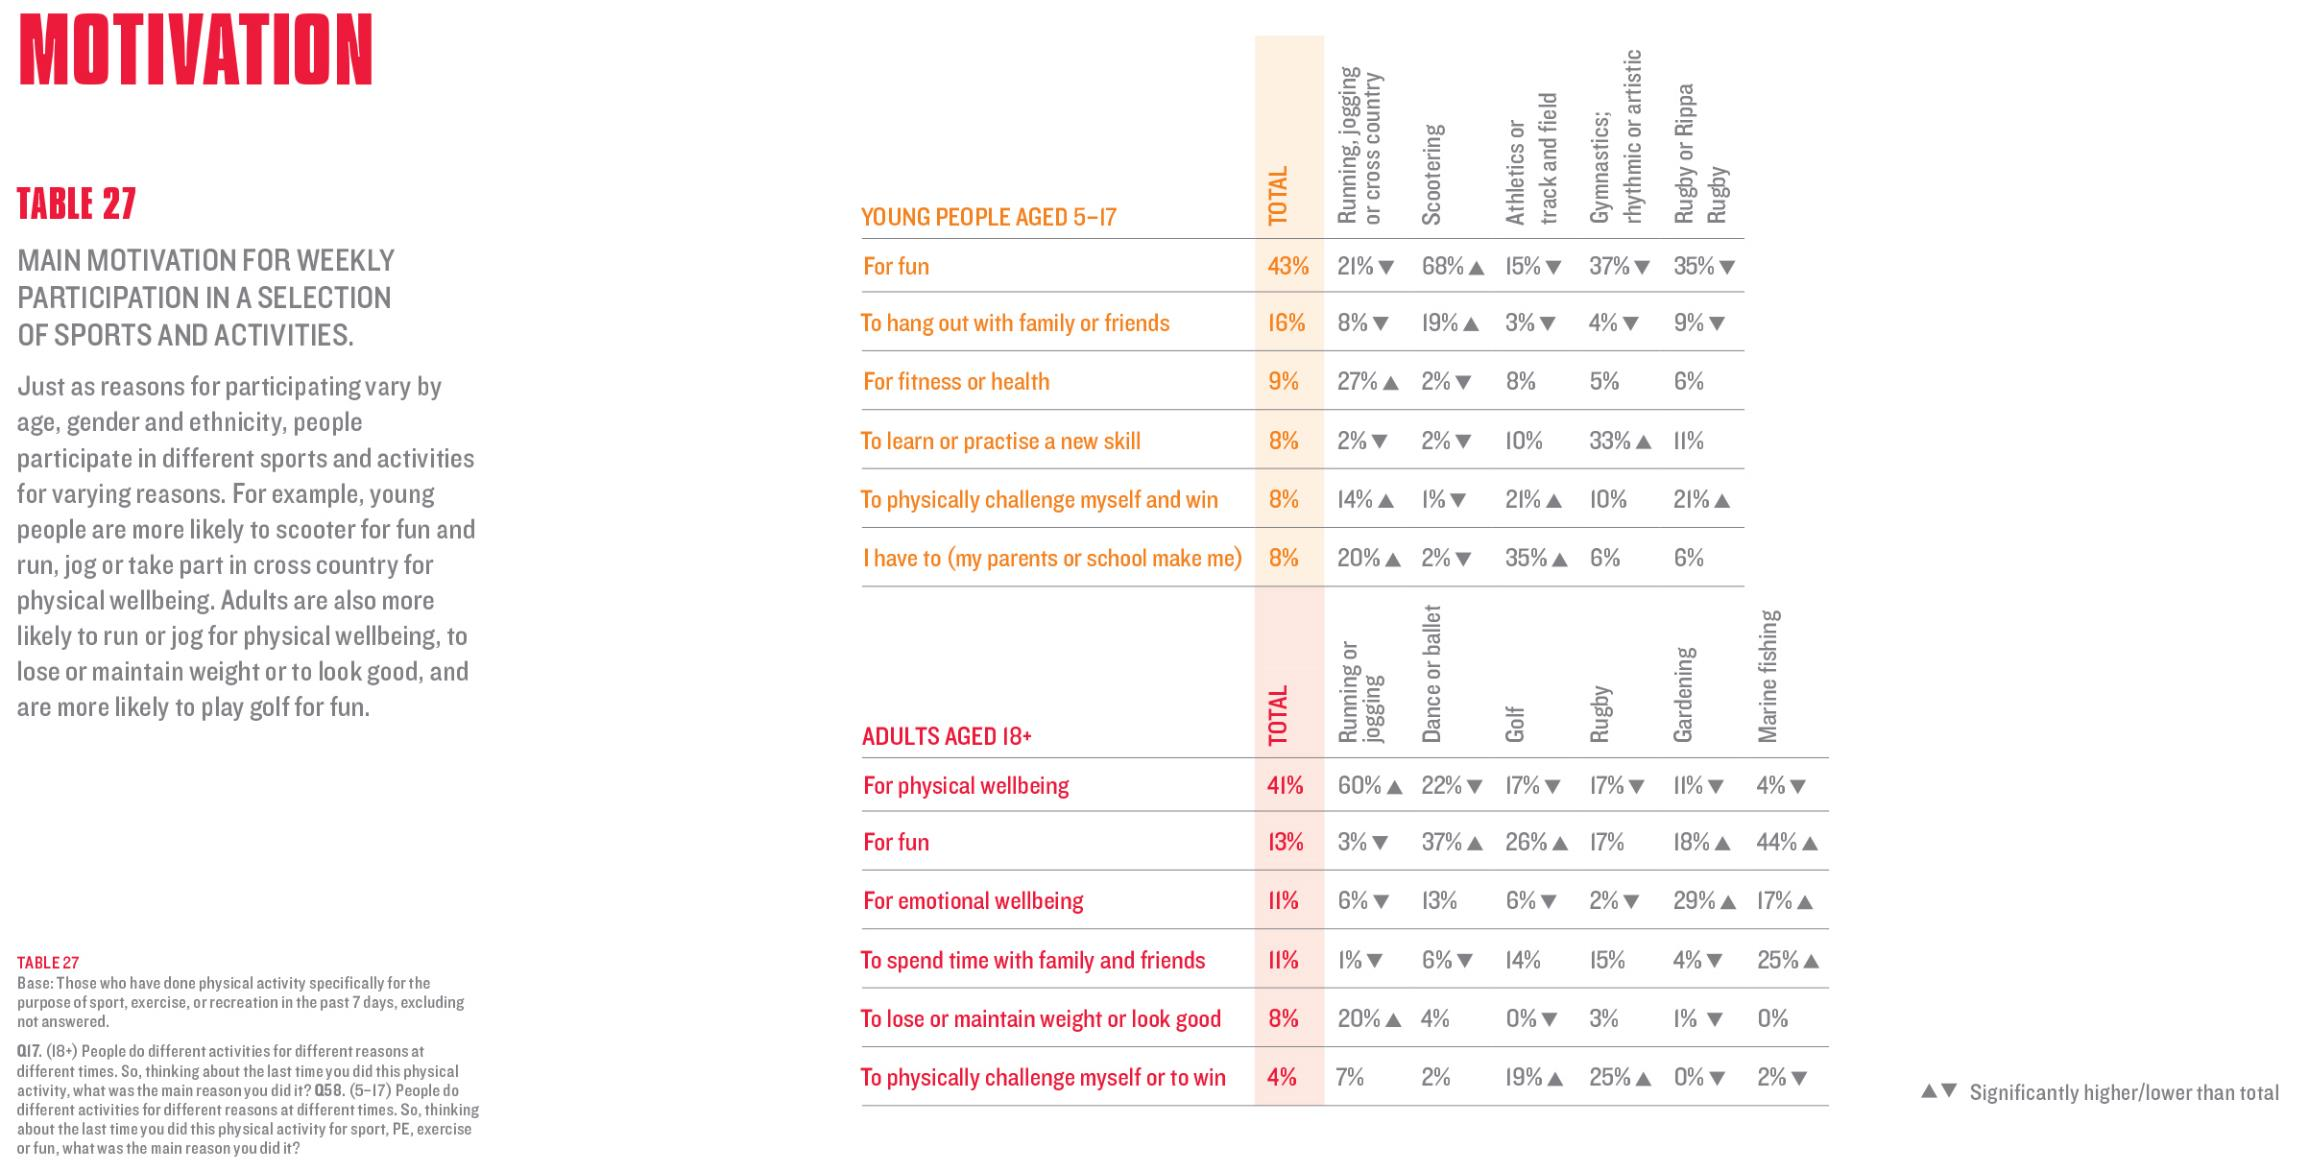 MOTIVATION
TABLE 27
MAIN MOTIVATION FOR WEEKLY
PARTICIPATION IN A SELECTION
OF SPORTS AND ACTIVITIES.
Just as reasons for participating vary by
age, gender and ethnicity, people
participate in different sports and activities
for varying reasons. For example, young
people are more likely to scooter for fun and
run, jog or take part in cross country for
physical wellbeing. Adults are also more
likely to run or jog for physical wellbeing, to
lose or maintain weight or to look good, and
are more likely to play golf for fun.
TABLE 27
Base: Those who have done physical activity specifically for the
purpose of sport, exercise, or recreation in the past 7 days, excluding
not answered.
Q17. (18+) People do different activities for different reasons at
different times. So, thinking about the last time you did this physical
activity, what was the main reason you did it? Q58. (5–17) People do
different activities for different reasons at different times. So, thinking
about the last time you did this physical activity for sport, PE, exercise
or fun, what was the main reason you did it?
YOUNG PEOPLE AGED 5–17
TOTAL
Running, jogging
or cross country
Scootering
Athletics or
track and field
Gymnastics;
rhythmic or artistic
Rugby or Rippa
Rugby
For fun 43% 21% ▼ 68% ▲ 15% ▼ 37% ▼ 35% ▼
To hang out with family or friends 16% 8% ▼ 19% ▲ 3% ▼ 4% ▼ 9% ▼
For fitness or health 9% 27% ▲ 2% ▼ 8% 5% 6%
To learn or practise a new skill 8% 2% ▼ 2% ▼ 10% 33% ▲ 11%
To physically challenge myself and win 8% 14% ▲ 1% ▼ 21% ▲ 10% 21% ▲
I have to (my parents or school make me) 8% 20% ▲ 2% ▼ 35% ▲ 6% 6%
ADULTS AGED 18+
TOTAL
Running or
jogging
Dance or ballet
Golf
Rugby
Gardening
Marine fishing
For physical wellbeing 41% 60% ▲ 22% ▼ 17% ▼ 17% ▼ 11% ▼ 4% ▼
For fun 13% 3% ▼ 37% ▲ 26% ▲ 17% 18% ▲ 44% ▲
For emotional wellbeing 11% 6% ▼ 13% 6% ▼ 2% ▼ 29% ▲ 17% ▲
To spend time with family and friends 11% 1% ▼ 6% ▼ 14% 15% 4% ▼ 25% ▲
To lose or maintain weight or look good 8% 20% ▲ 4% 0% ▼ 3% 1% ▼ 0%
To physically challenge myself or to win 4% 7% 2% 19% ▲ 25% ▲ 0% ▼ 2% ▼
▲▼ Significantly higher/lower than total